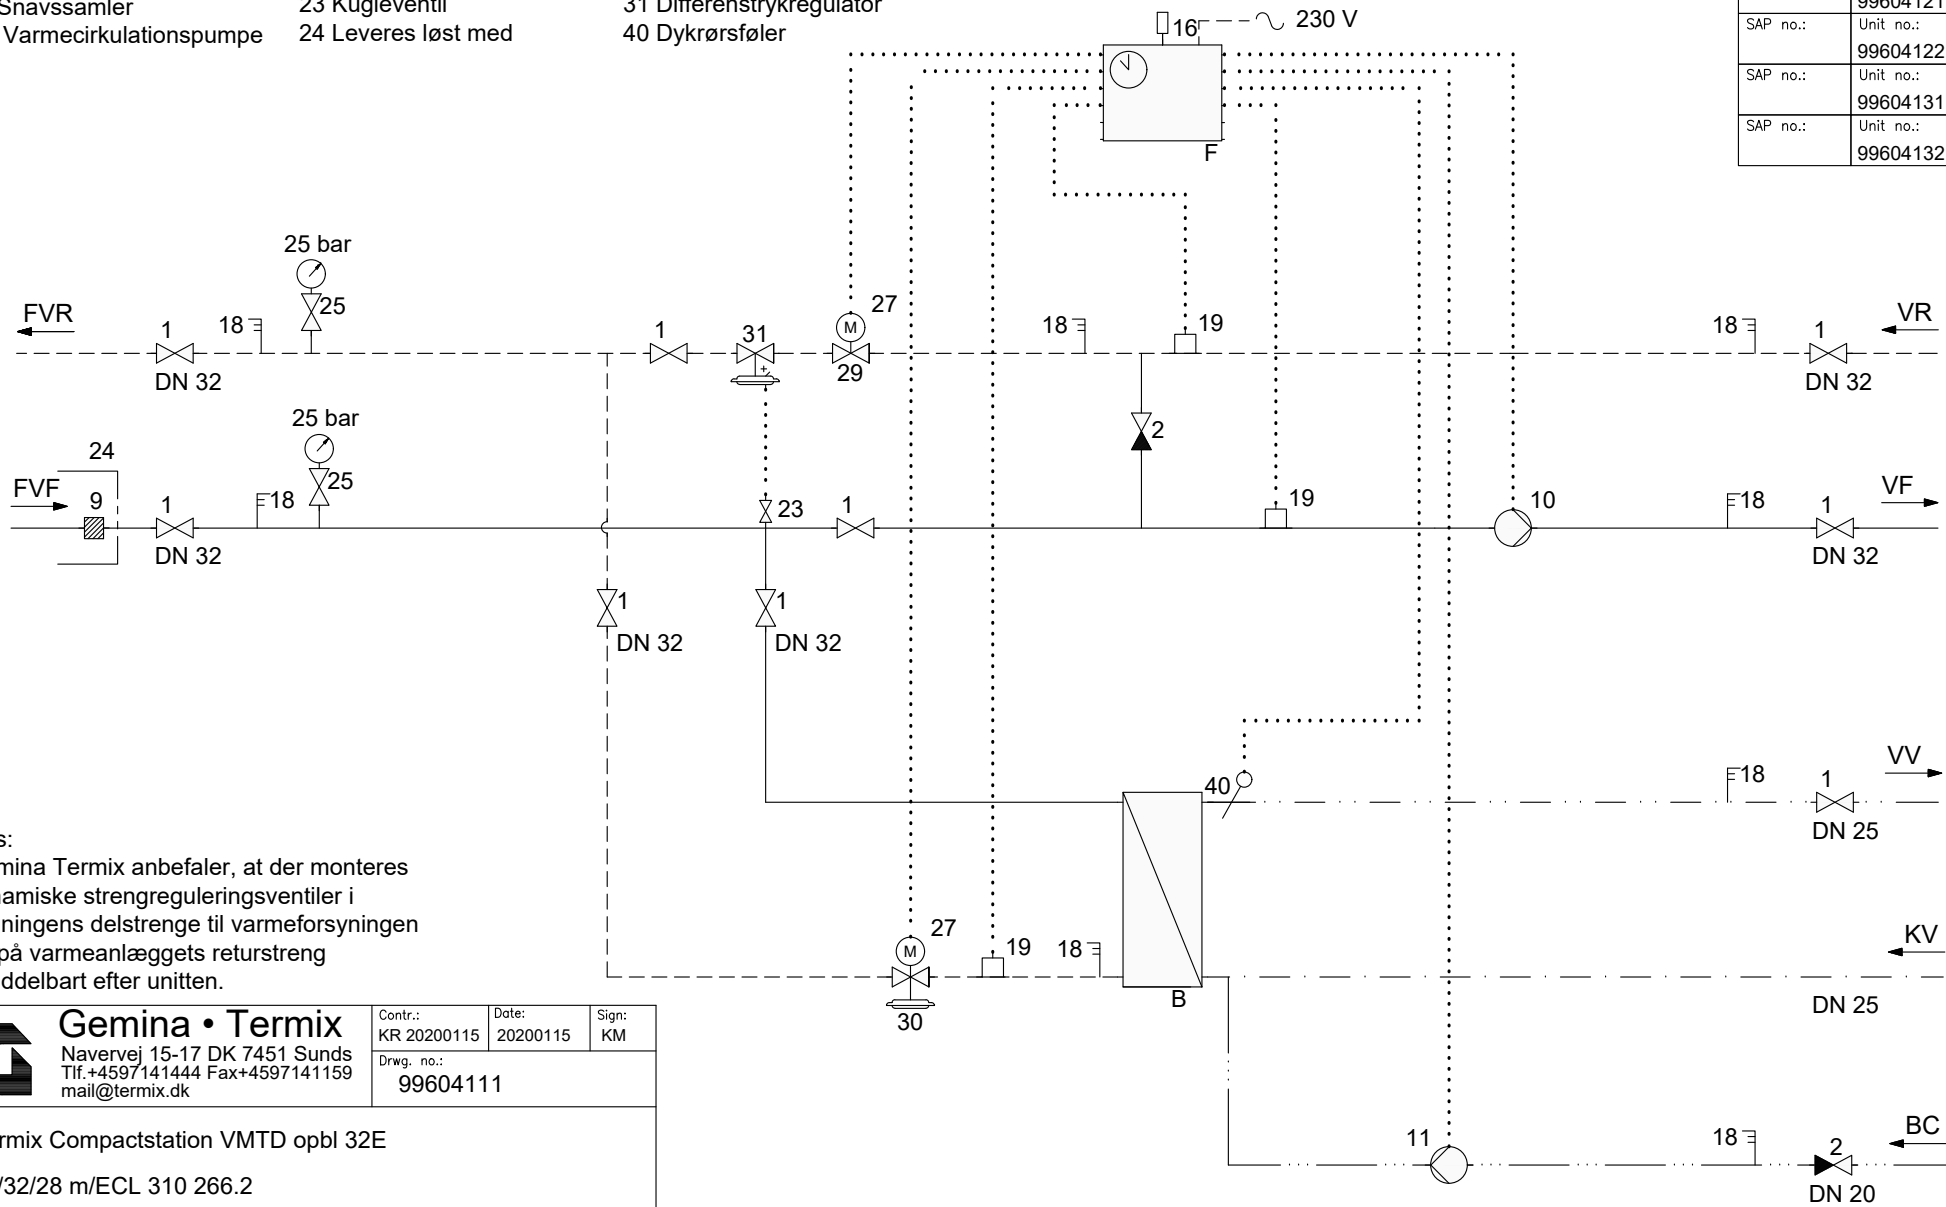 Snavssamler
23 Kugleventil
31 Differenstrykregulator
Varmecirkulationspumpe
24 Leveres løst med
40 Dykrørsføler
16
230 V
99604121
SAP no.:
Unit no.:
99604122
SAP no.:
Unit no.:
99604131
SAP no.:
Unit no.:
99604132
F
25 bar
25
FVR
1
18
DN 32
1
31
27
M
29
+
18
19
18
1
VR
DN 32
25 bar
25
24
FVF
9
1
18
DN 32
23
1
2
19
10
18
1
VF
DN 32
1
DN 32
1
DN 32
40
18
1
VV
DN 25
27
M
30
19
18
B
KV
DN 25
11
18
2
BC
DN 20
s:
mina Termix anbefaler, at der monteres
amiske strengreguleringsventiler i
ningens delstrenge til varmeforsyningen
på varmeanlæggets returstreng
ddelbart efter unitten.
Gemina • Termix
Navervej 15-17 DK 7451 Sunds
Tlf.+4597141444 Fax+4597141159
mail@termix.dk
Contr.:
KR 20200115
Date:
20200115
Sign:
KM
Drwg. no.:
99604111
rmix Compactstation VMTD opbl 32E
/32/28 m/ECL 310 266.2